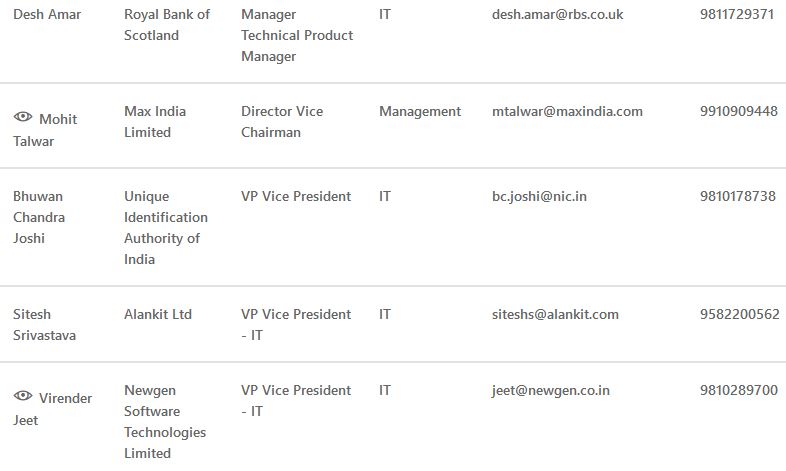 Desh Amar Royal Bank of Manager IT desh.amar@rbs.co.uk 9811729371
Scotland Technical Product
Manager
Mohit Max India Director Vice Management mtalwar@maxindia.com 9910909448
Talwar Limited Chairman
Bhuwan Unique VP Vice President IT bc.joshi@nic.in 9810178738
Chandra Identification
Joshi Authority of
India
Sitesh Alankit Ltd VP Vice President IT siteshs@alankit.com 9582200562
Srivastava - IT
Virender Newgen VP Vice President IT jeet@newgen.co.in 9810289700
Jeet Software - IT
Technologies
Limited